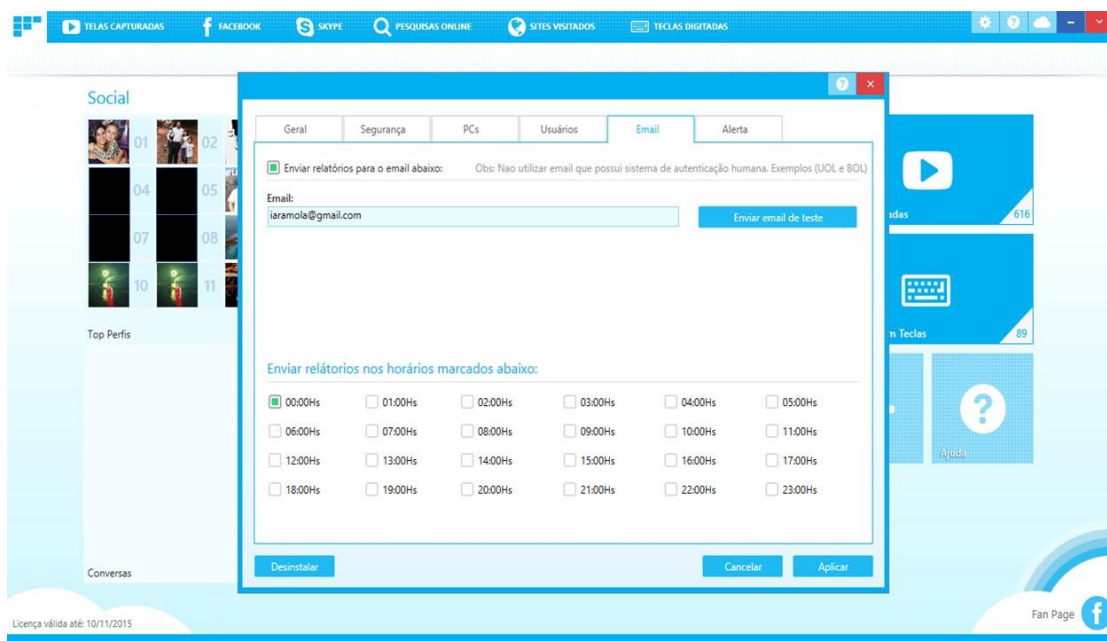 TELAS CAPTURADAS
FACEBOOK
SKYPE
PESQUISAS ONLINE
SITES VISITADOS
TECLAS DIGITADAS
Social
01
02
04
05
07
08
10
11
Top Perfis
Conversas
Geral
Segurança
PCs
Usuários
Email
Alerta
Enviar relatórios para o email abaixo:
Obs: Nao utilizar email que possui sistema de autenticação humana. Exemplos (UOL e BOL)
Email:
iaramola@gmail.com
Enviar email de teste
Enviar relátorios nos horários marcados abaixo:
00:00Hs 01:00Hs 02:00Hs 03:00Hs 04:00Hs 05:00Hs
06:00Hs 07:00Hs 08:00Hs 09:00Hs 10:00Hs 11:00Hs
12:00Hs 13:00Hs 14:00Hs 15:00Hs 16:00Hs 17:00Hs
18:00Hs 19:00Hs 20:00Hs 21:00Hs 22:00Hs 23:00Hs
Desinstalar
Cancelar
Aplicar
616
Teclas
89
Ajuda
Licença válida até: 10/11/2015
Fan Page